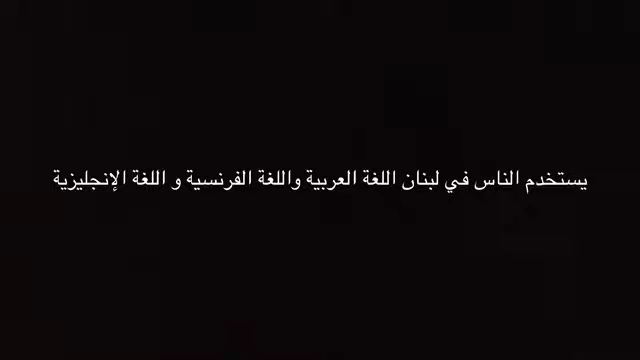 يستخدم الناس في لبنان اللغة العربية واللغة الفرنسية و اللغة الإنجليزية